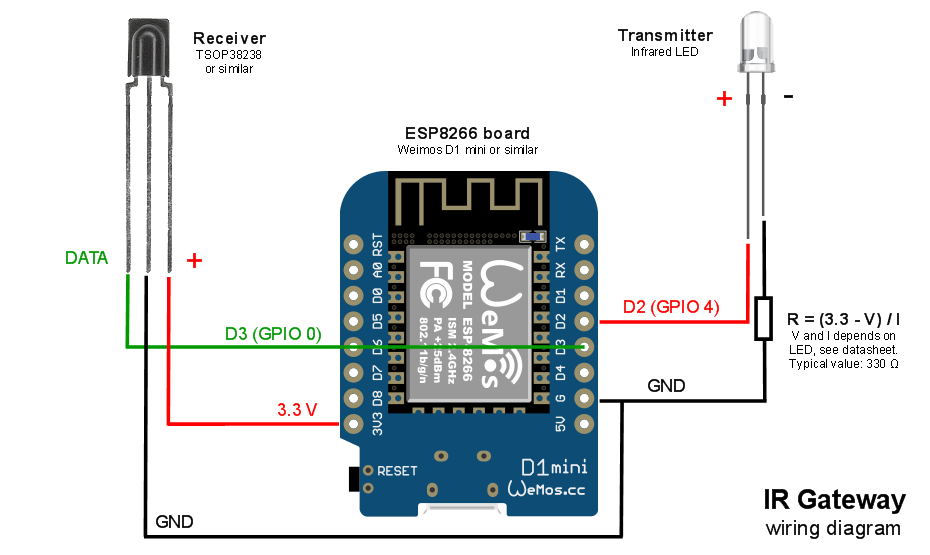 Receiver
TSOP38238
or similar
Transmitter
Infrared LED
+
-
ESP8266 board
Weimos D1 mini or similar
DATA
+
D3 (GPIO 0)
3.3 V
GND
D2 (GPIO 4)
GND
R = (3.3 - V) / I
V and I depends on
LED, see datasheet.
Typical value: 330 Ω
RST
A0
D0
D5
D6
D7
D8
3V3
TX
RX
D1
D2
D3
D4
G
5V
WeMos
MODEL ESP-8266
ISM 2.4GHz
PA +25dBm
802.11b/g/n
FC
RESET
D1mini
WeMos.cc
IR Gateway
wiring diagram